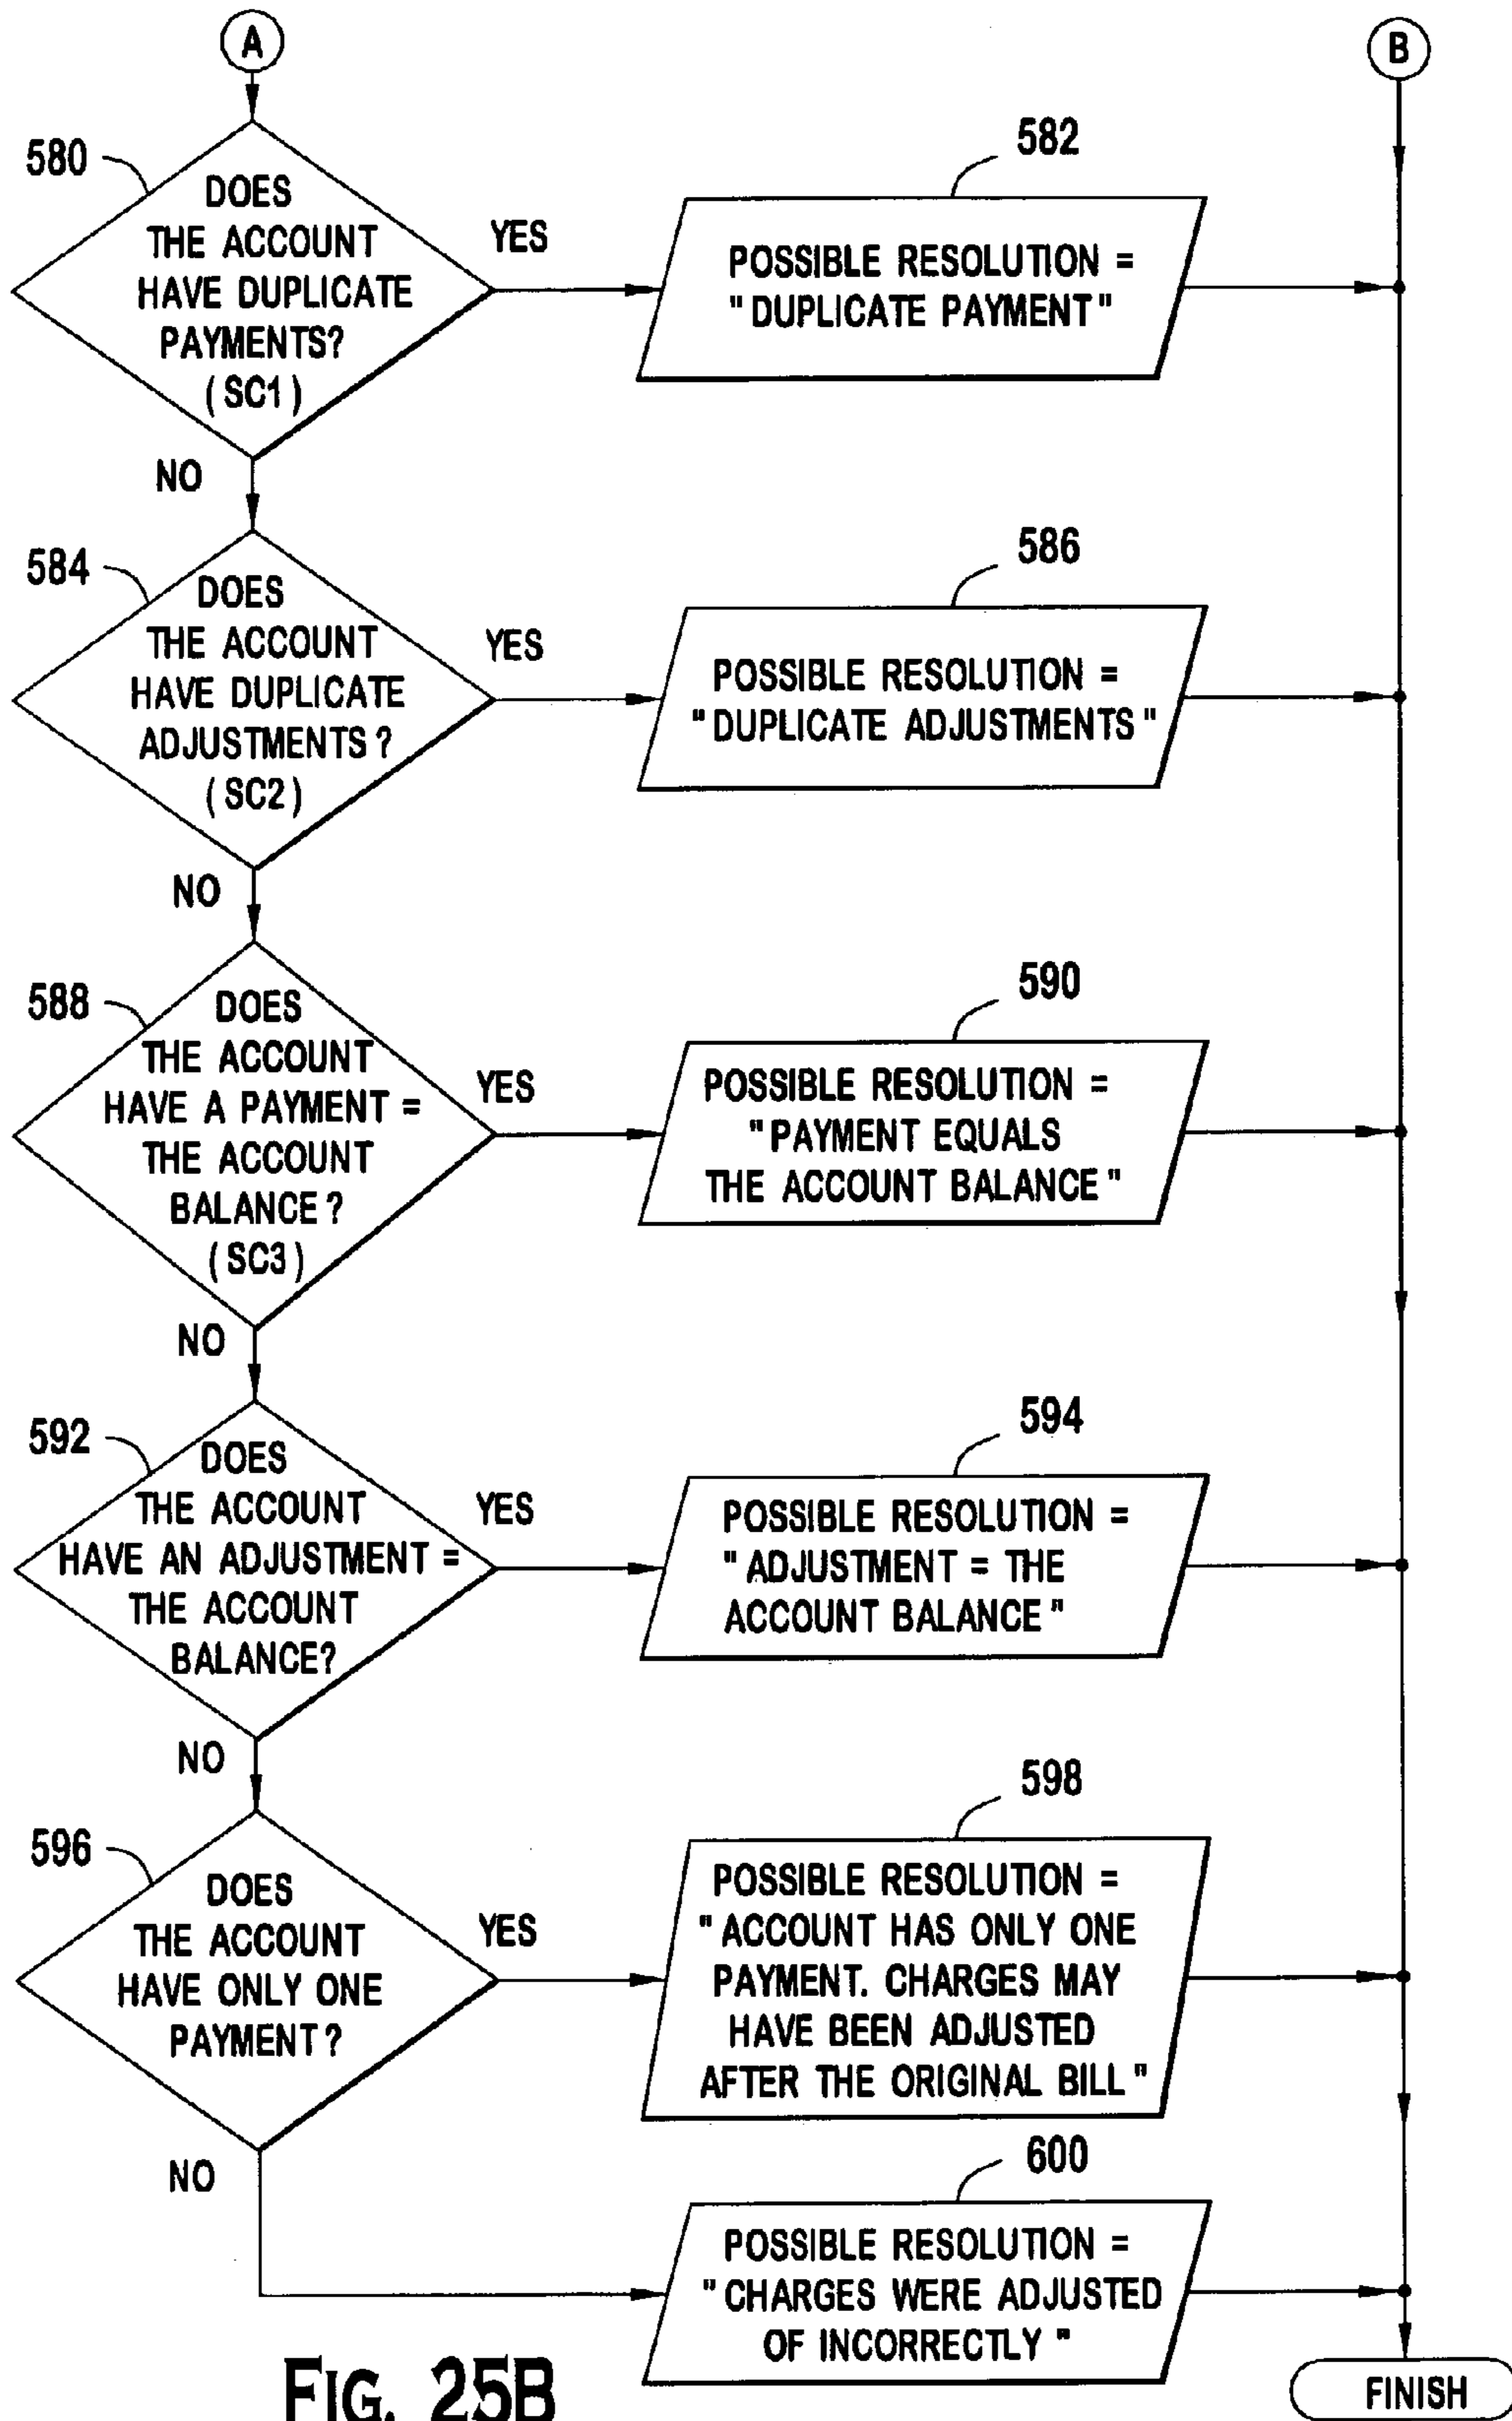 A
B
580
DOES
THE ACCOUNT
HAVE DUPLICATE
PAYMENTS?
(SC1)
YES
582
POSSIBLE RESOLUTION =
"DUPLICATE PAYMENT"
NO
584
DOES
THE ACCOUNT
HAVE DUPLICATE
ADJUSTMENTS?
(SC2)
YES
586
POSSIBLE RESOLUTION =
"DUPLICATE ADJUSTMENTS"
NO
588
DOES
THE ACCOUNT
HAVE A PAYMENT =
THE ACCOUNT
BALANCE?
(SC3)
YES
590
POSSIBLE RESOLUTION =
"PAYMENT EQUALS
THE ACCOUNT BALANCE"
NO
592
DOES
THE ACCOUNT
HAVE AN ADJUSTMENT =
THE ACCOUNT
BALANCE?
YES
594
POSSIBLE RESOLUTION =
"ADJUSTMENT = THE
ACCOUNT BALANCE"
NO
596
DOES
THE ACCOUNT
HAVE ONLY ONE
PAYMENT?
YES
598
POSSIBLE RESOLUTION =
"ACCOUNT HAS ONLY ONE
PAYMENT. CHARGES MAY
HAVE BEEN ADJUSTED
AFTER THE ORIGINAL BILL"
NO
600
POSSIBLE RESOLUTION =
"CHARGES WERE ADJUSTED
OF INCORRECTLY"
FINISH
FIG. 25B